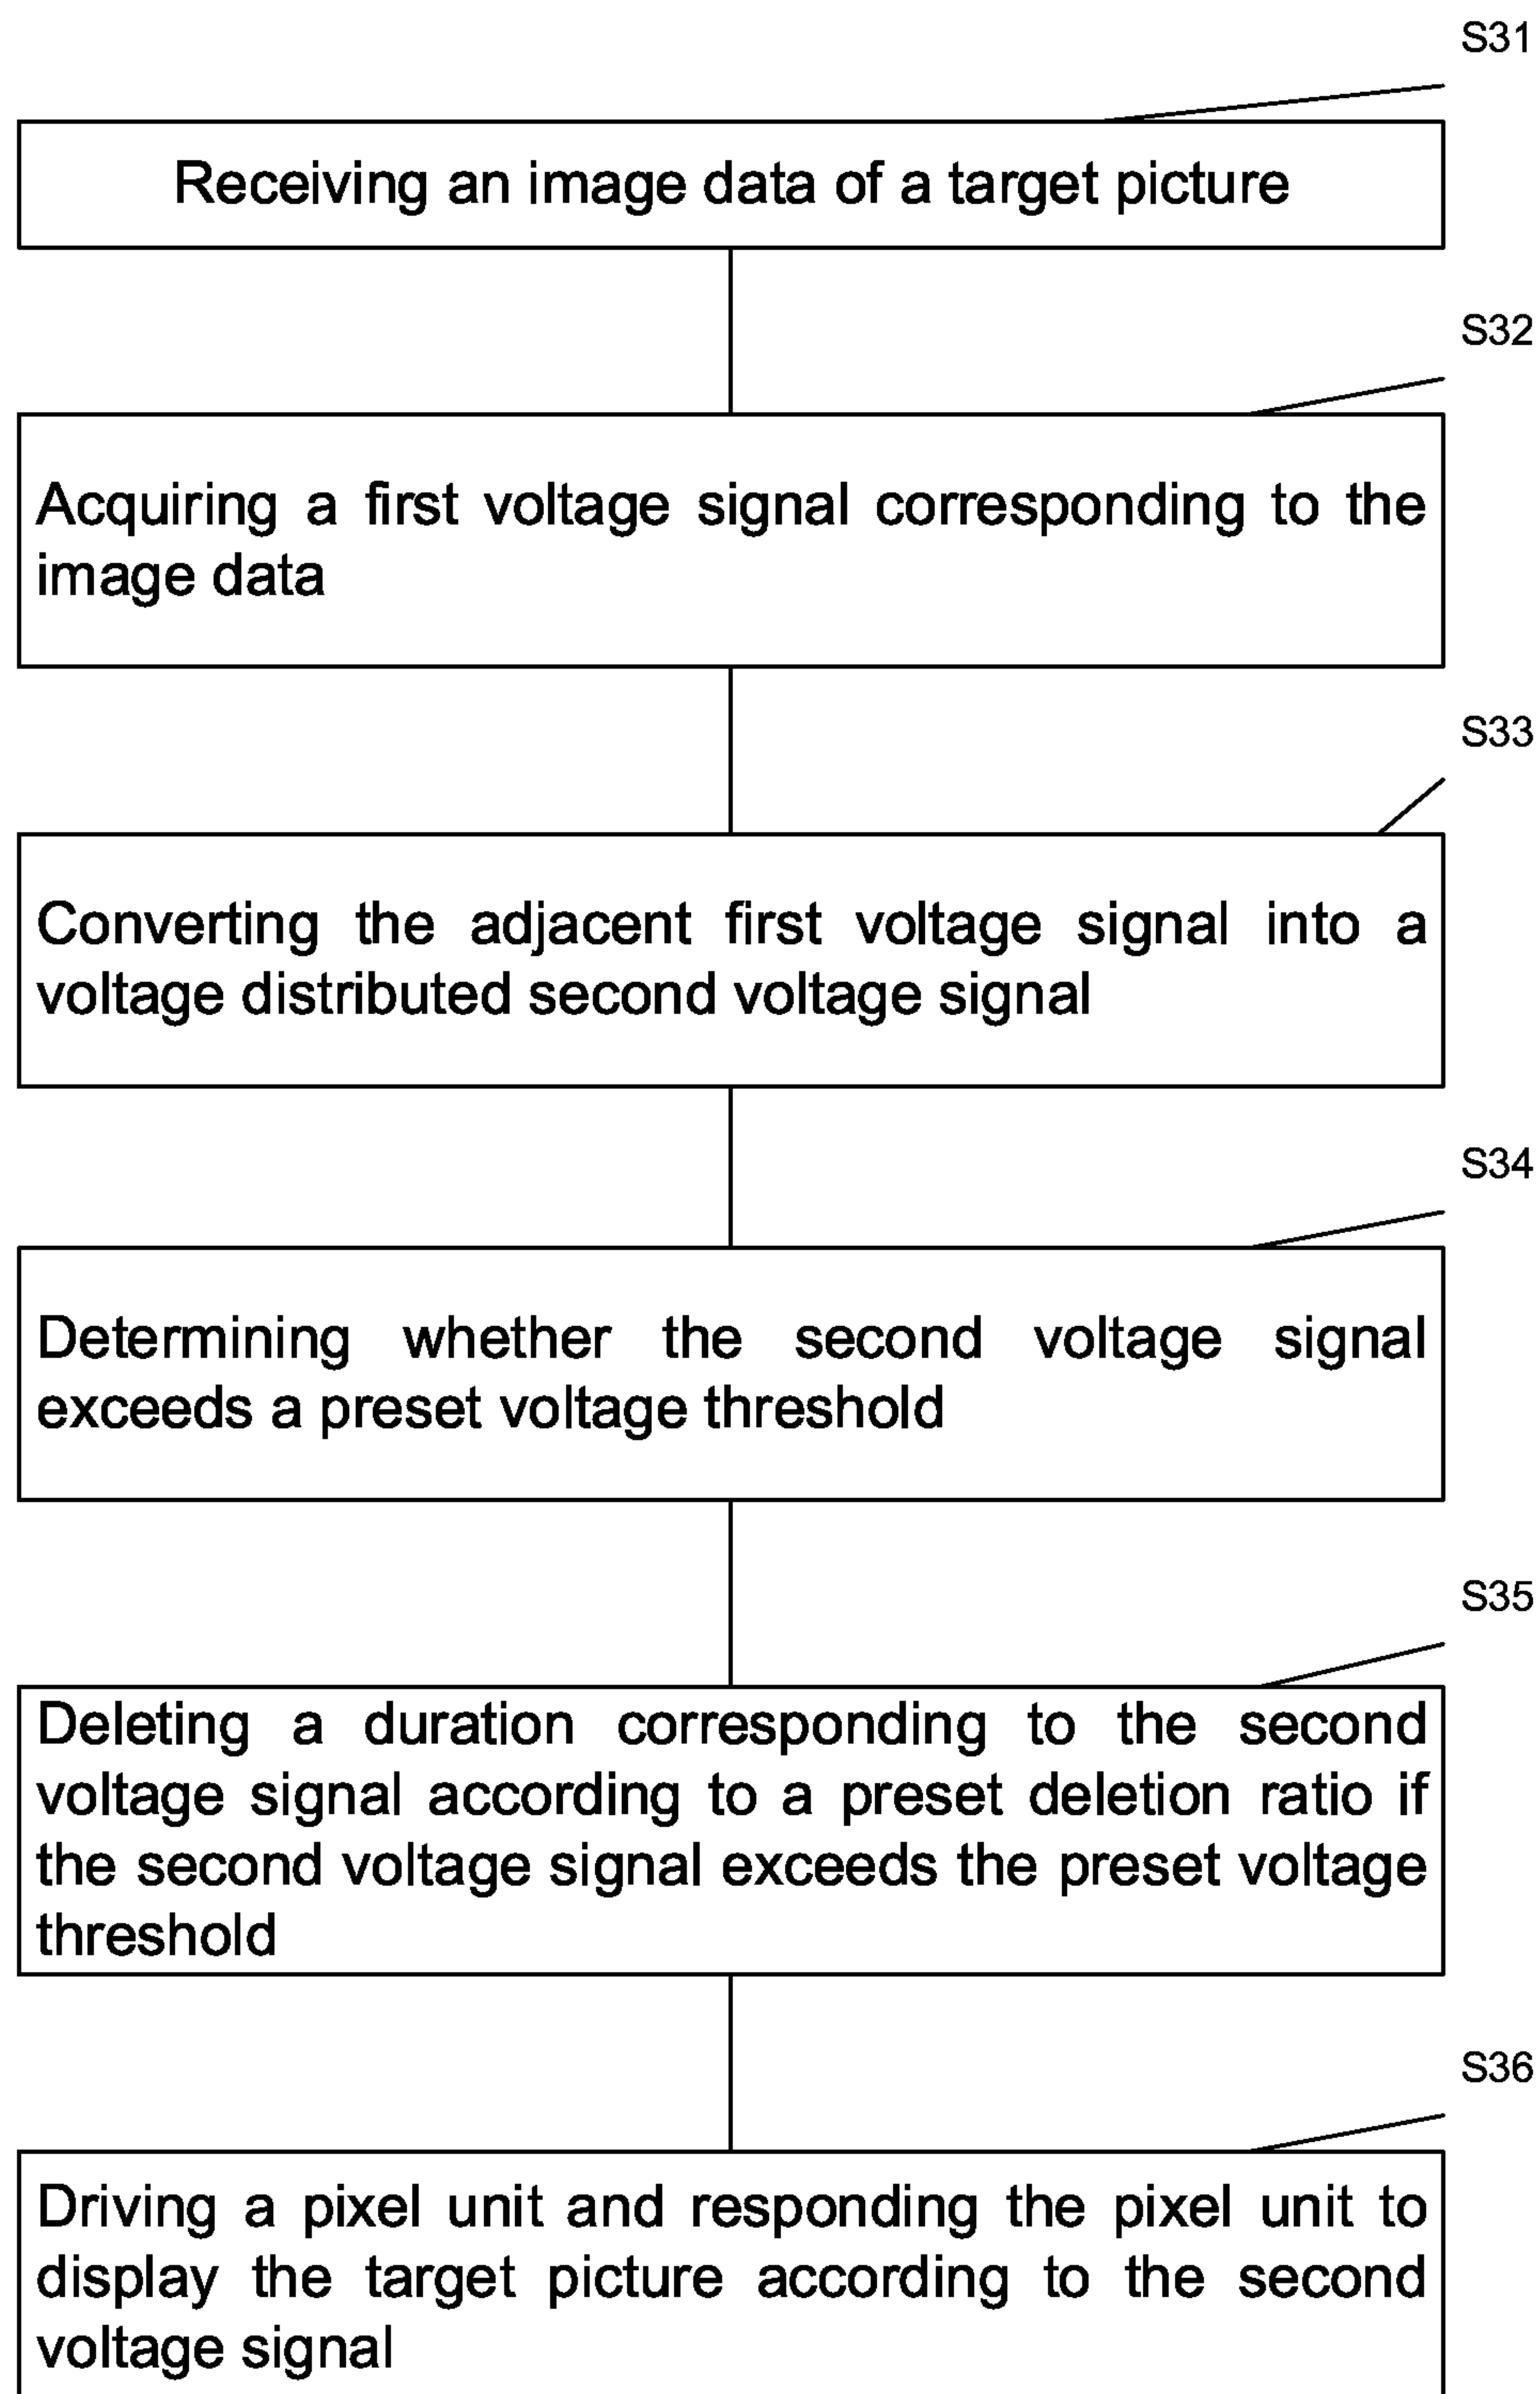 S31
Receiving an image data of a target picture
S32
Acquiring a first voltage signal corresponding to the
image data
S33
Converting the adjacent first voltage signal into a
voltage distributed second voltage signal
S34
Determining whether the second voltage signal
exceeds a preset voltage threshold
S35
Deleting a duration corresponding to the second
voltage signal according to a preset deletion ratio if
the second voltage signal exceeds the preset voltage
threshold
S36
Driving a pixel unit and responding the pixel unit to
display the target picture according to the second
voltage signal